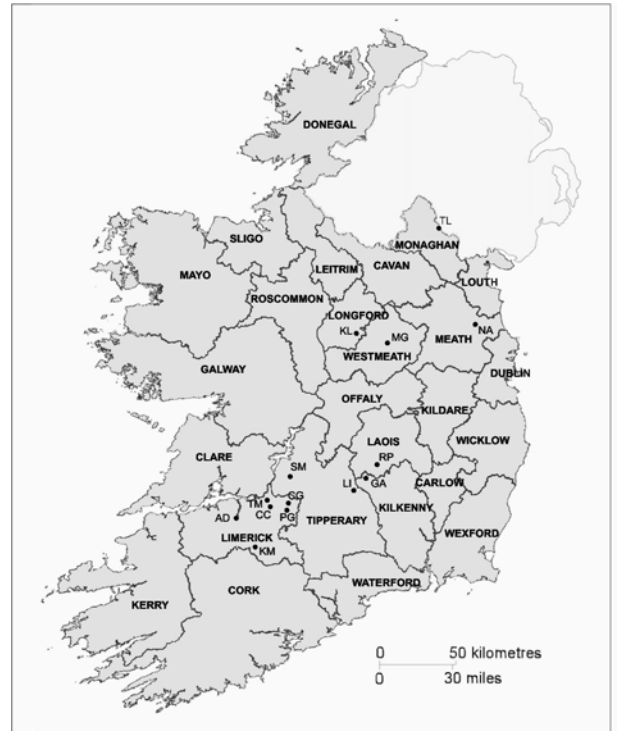 DONEGAL
TL
MONAGHAN
SLIGO
CAVAN
LEITRIM
MAYO
LOUTH
ROSCOMMON
LONGFORD
KL
MG
NA
MEATH
WESTMEATH
GALWAY
DUBLIN
OFFALY
KILDARE
LAOIS
WICKLOW
CLARE
RP
SM
GA
LI
CARLOW
TM
CG
KILKENNY
CC
PG
AD
TIPPERARY
WEXFORD
LIMERICK
KM
WATERFORD
CORK
KERRY
0 50 kilometres
0 30 miles